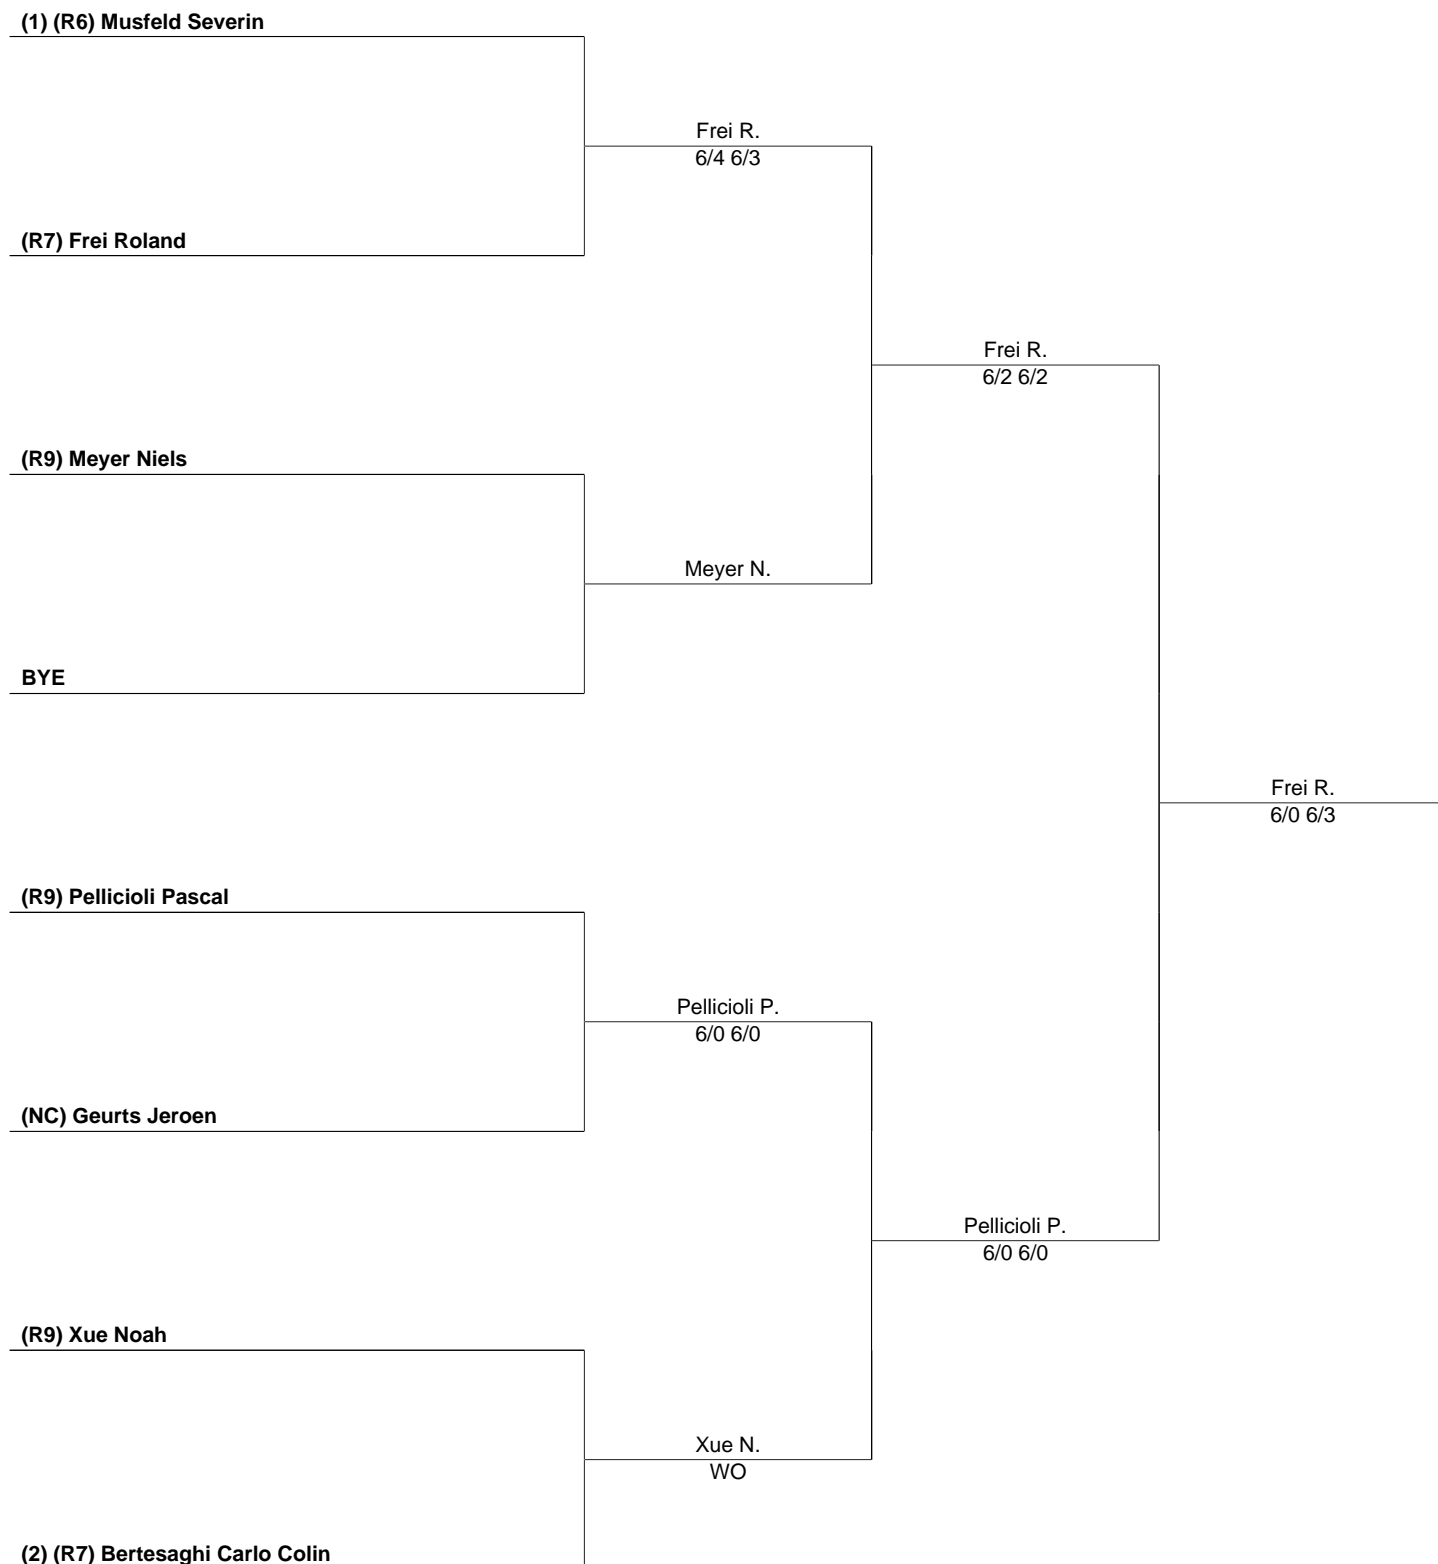 (1) (R6) Musfeld Severin
Frei R.
6/4 6/3
(R7) Frei Roland
Frei R.
6/2 6/2
(R9) Meyer Niels
Meyer N.
BYE
Frei R.
6/0 6/3
(R9) Pellicioli Pascal
Pellicioli P.
6/0 6/0
(NC) Geurts Jeroen
Pellicioli P.
6/0 6/0
(R9) Xue Noah
Xue N.
WO
(2) (R7) Bertesaghi Carlo Colin